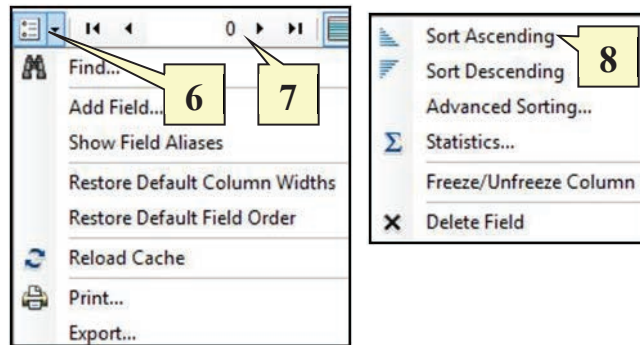 0
Find...
6
7
Add Field...
Show Field Aliases
Restore Default Column Widths
Restore Default Field Order
Reload Cache
Print...
Export...
Sort Ascending
8
Sort Descending
Advanced Sorting...
Σ Statistics...
Freeze/Unfreeze Column
Delete Field